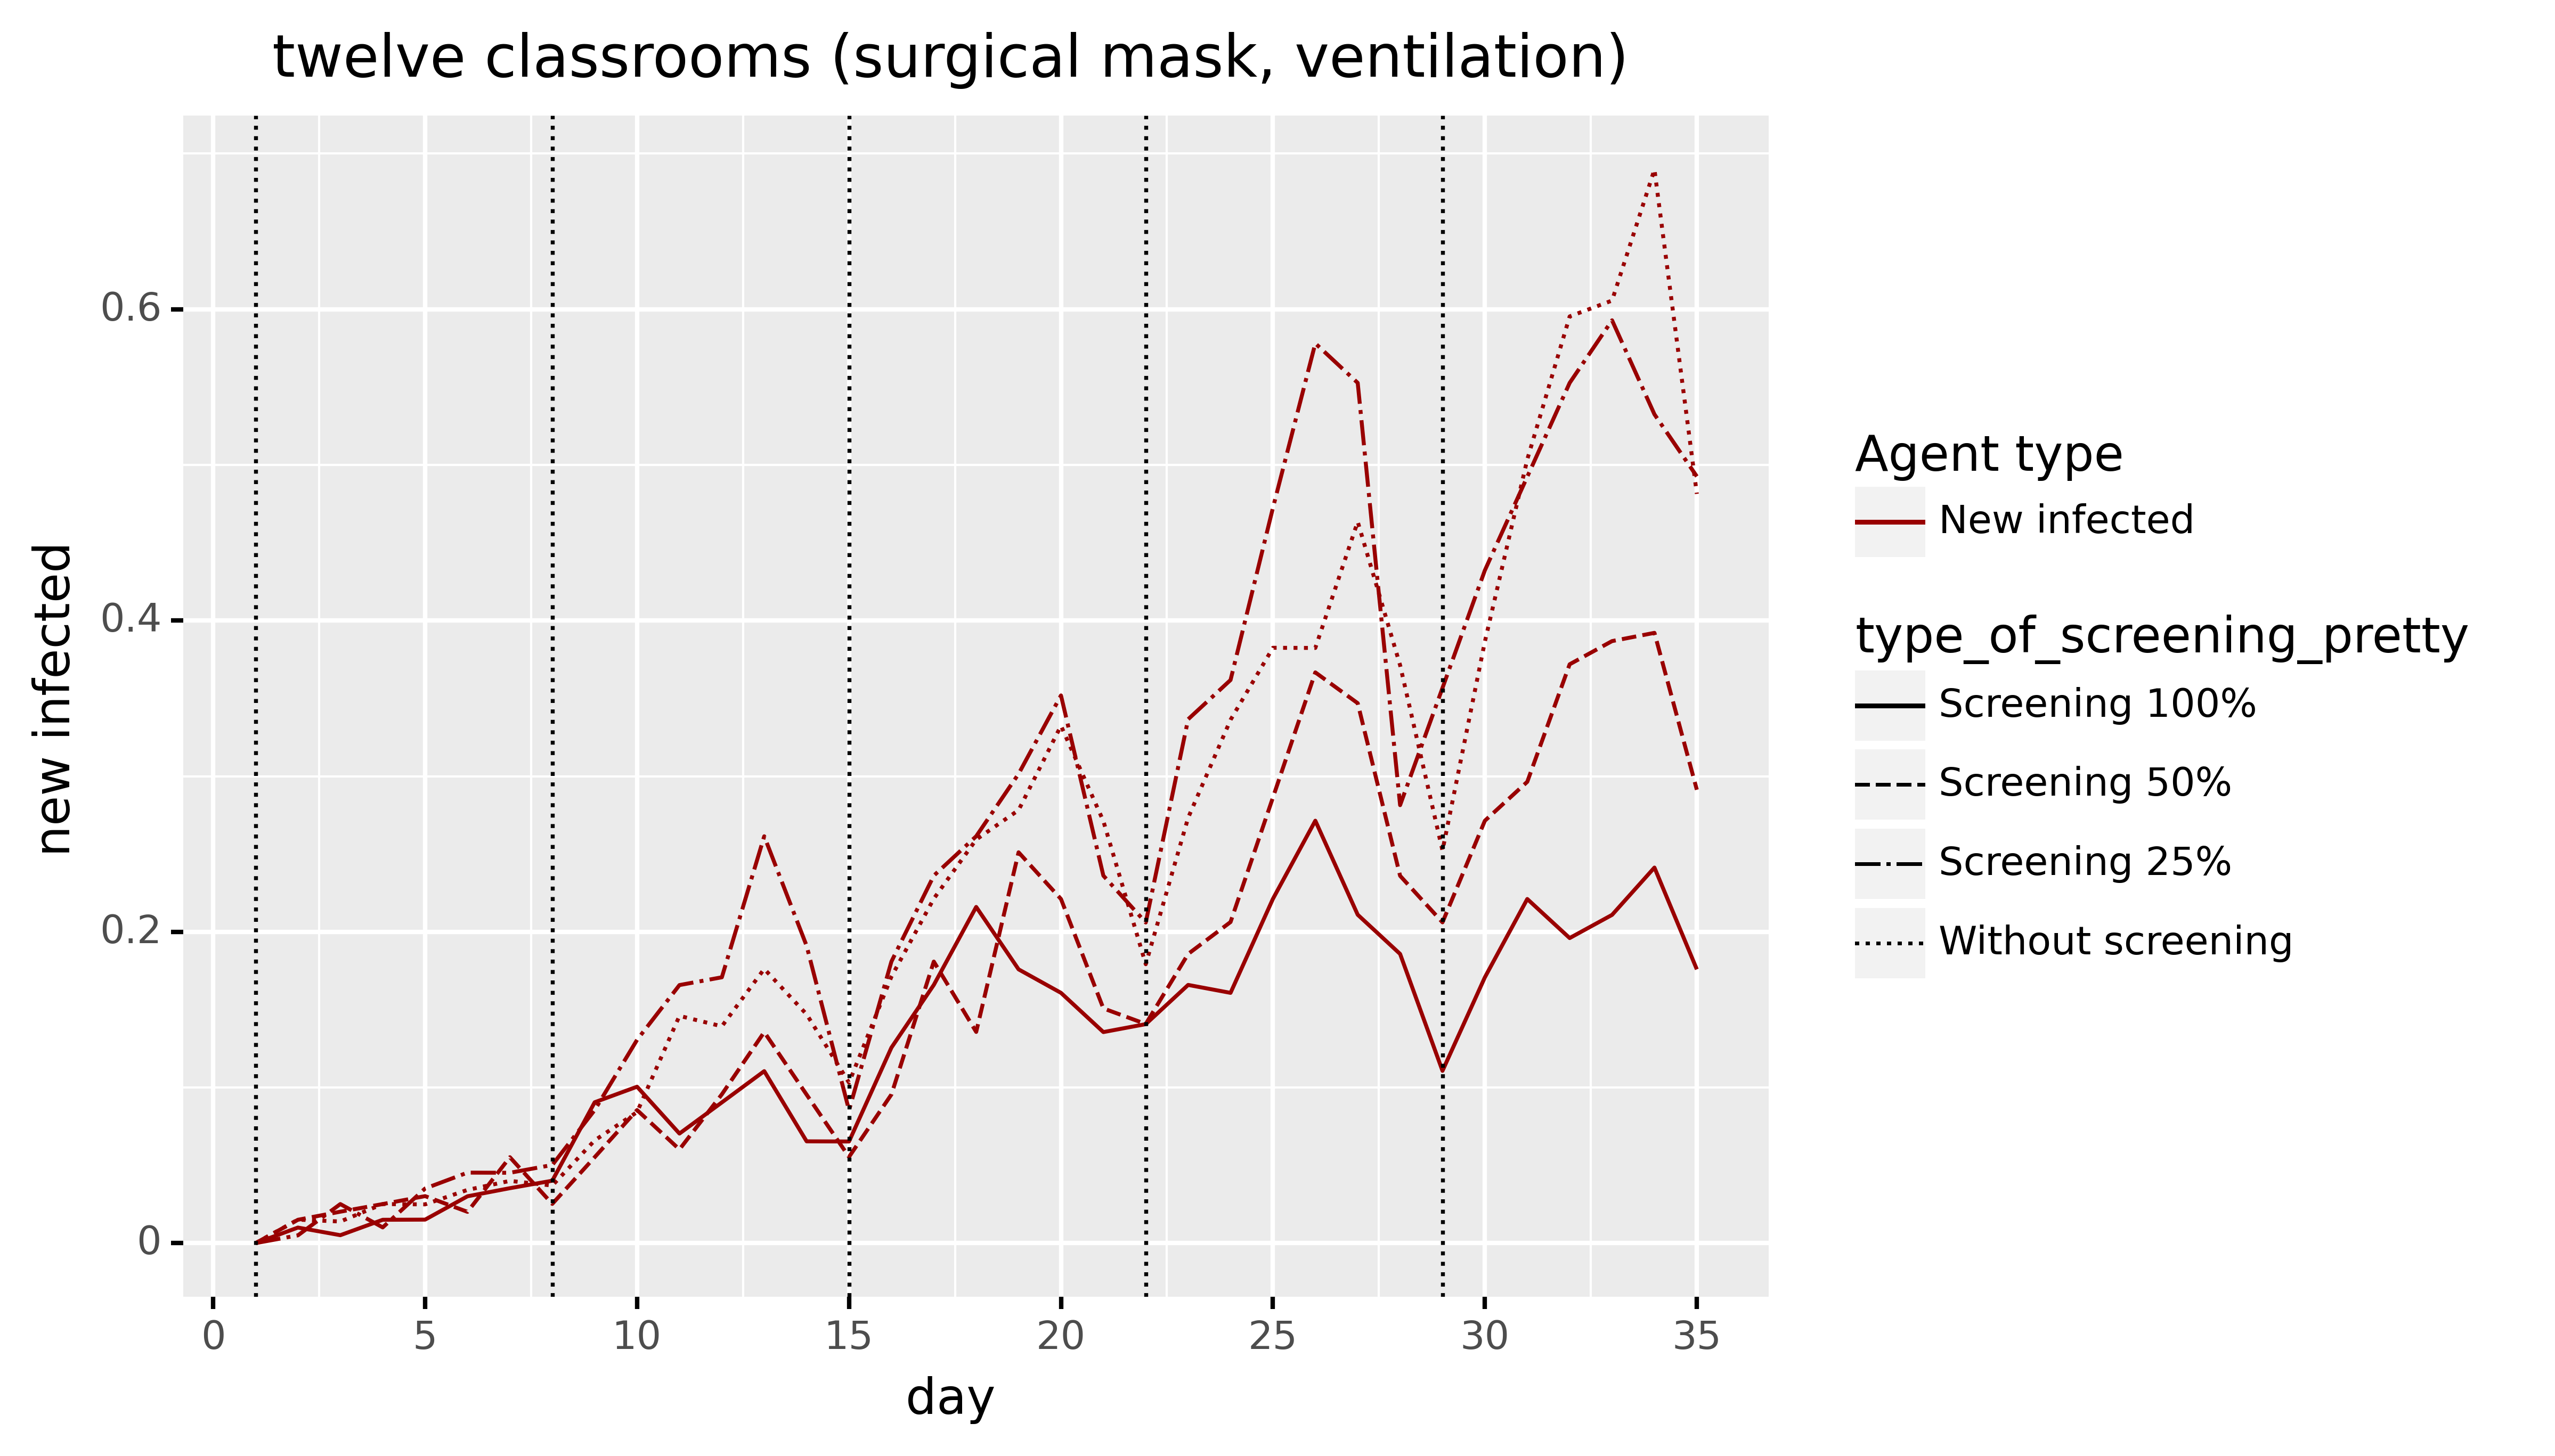 twelve classrooms (surgical mask, ventilation)
new infected
0.6
0.4
0.2
0
0 5 10 15 20 25 30 35
day
Agent type
New infected
type_of_screening_pretty
Screening 100%
Screening 50%
Screening 25%
Without screening